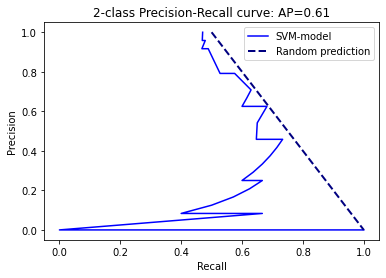 2-class Precision-Recall curve: AP=0.61
SVM-model
Random prediction
Precision
1.0
0.8
0.6
0.4
0.2
0.0
0.0 0.2 0.4 0.6 0.8 1.0
Recall